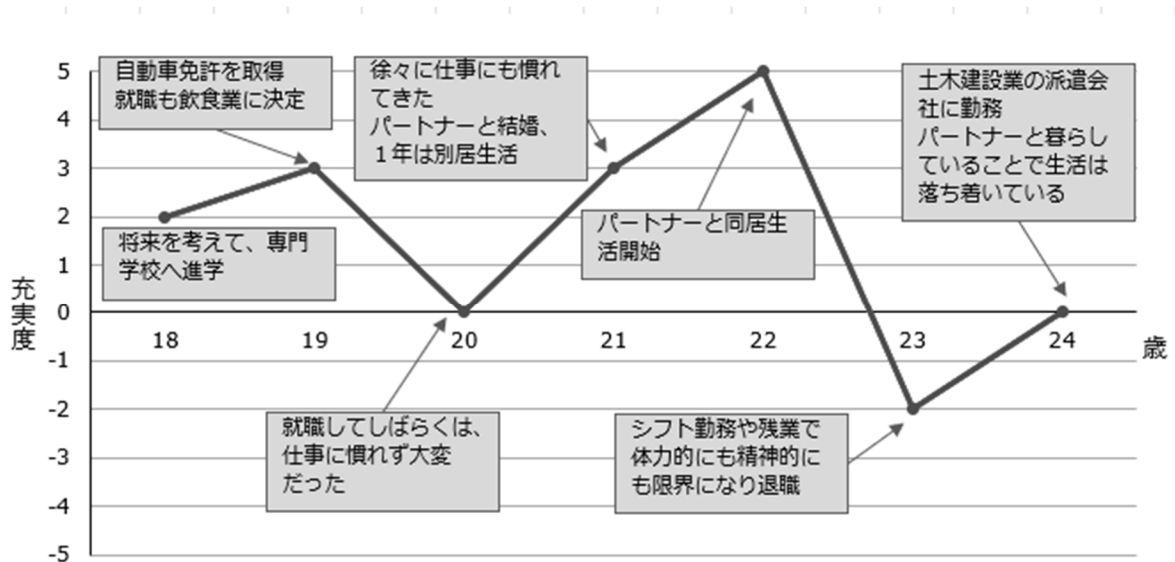 自動車免許を取得
就職も飲食業に決定
徐々に仕事にも慣れ
てきた
パートナーと結婚、
１年は別居生活
土木建設業の派遣会
社に勤務
パートナーと暮らし
ていることで生活は
落ち着いている
将来を考えて、専門
学校へ進学
パートナーと同居生
活開始
就職してしばらくは、
仕事に慣れず大変
だった
シフト勤務や残業で
体力的にも精神的に
も限界になり退職
充実度
5
4
3
2
1
0
-1
-2
-3
-4
-5
18 19 20 21 22 23 24
歳